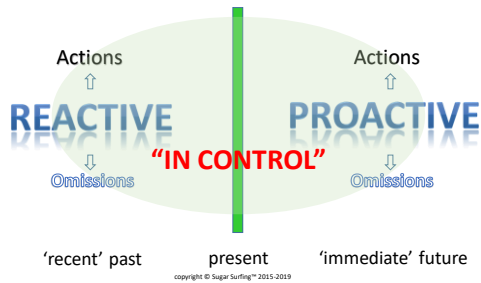 Actions Actions
REACTIVE PROACTIVE
“IN CONTROL”
Omissions Omissions
‘recent’ past present ‘immediate’ future
copyright © Sugar Surfing™ 2015-2019